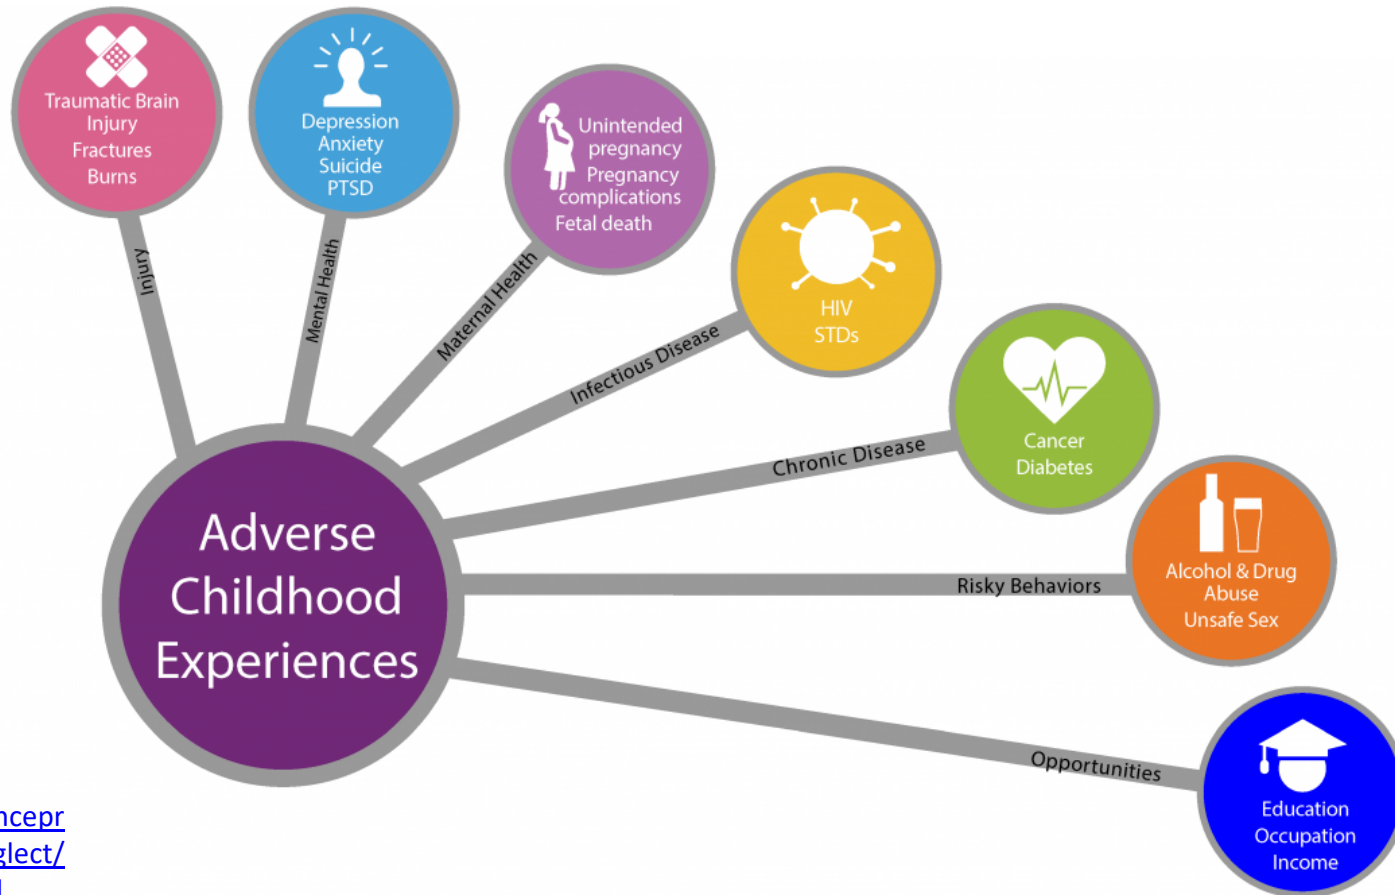 Traumatic Brain
Injury
Fractures
Burns
Depression
Anxiety
Suicide
PTSD
Unintended
pregnancy
Pregnancy
complications
Fetal death
HIV
STDs
Cancer
Diabetes
Alcohol & Drug
Abuse
Unsafe Sex
Education
Occupation
Income
Injury
Mental Health
Maternal Health
Infectious Disease
Chronic Disease
Risky Behaviors
Opportunities
Adverse
Childhood
Experiences
ncepr
glect/